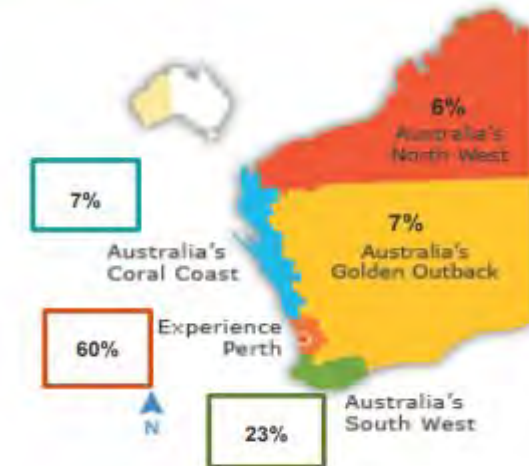 6%
Australia's
North West
7%
Australia's
Golden Outback
7%
Australia's
Coral Coast
Experience
Perth
60%
N
Australia's
South West
23%